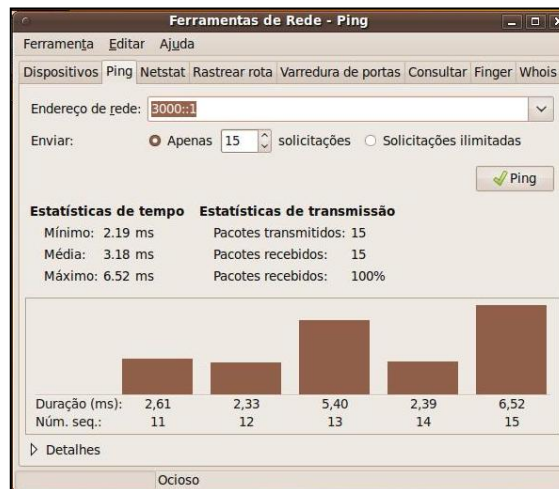 Ferramentas de Rede - Ping
Ferramenta Editar Ajuda
Dispositivos Ping Netstat Rastrear rota Varredura de portas Consultar Finger Whois
Endereço de rede: 3000::1
Enviar: Apenas 15 solicitações Solicitações ilimitadas
Ping
Estatísticas de tempo Estatísticas de transmissão
Mínimo: 2.19 ms Pacotes transmitidos: 15
Média: 3.18 ms Pacotes recebidos: 15
Máximo: 6.52 ms Pacotes recebidos: 100%
Duração (ms): 2,61 2,33 5,40 2,39 6,52
Núm. seq.: 11 12 13 14 15
Detalhes
Ocioso